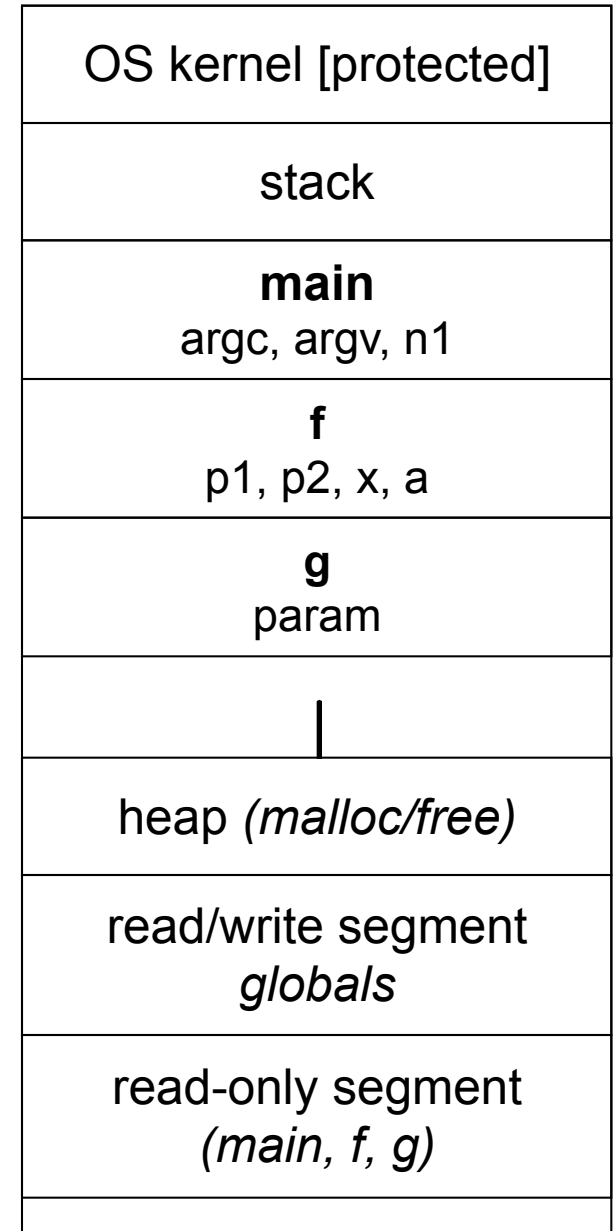 OS kernel [protected]
stack
main
argc, argv, n1
f
p1, p2, x, a
g
param
heap (malloc/free)
read/write segment
globals
read-only segment
(main, f, g)